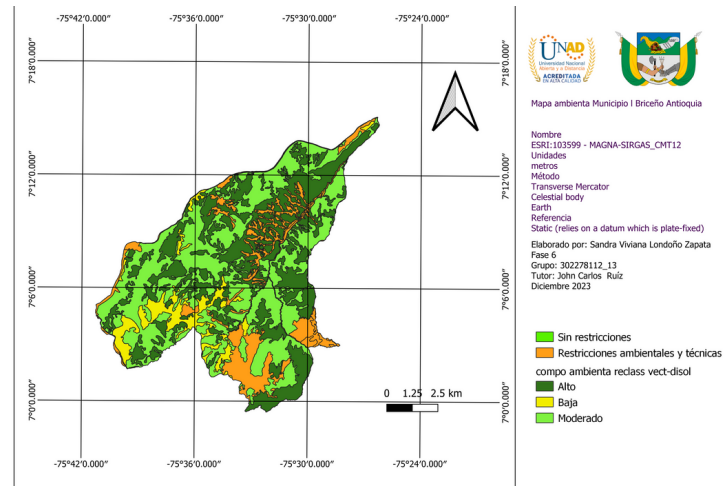 -75°42'0.000" -75°36'0.000" -75°30'0.000" -75°24'0.000"
7°18'0.000" 7°18'0.000"
7°12'0.000" 7°12'0.000"
7°6'0.000" 7°6'0.000"
7°0'0.000" 7°0'0.000"
0 1.25 2.5 km
-75°42'0.000" -75°36'0.000" -75°30'0.000" -75°24'0.000"
UNAD
Universidad Nacional
Abierta y a Distancia
ACREDITADA
EN ALTA CALIDAD
Mapa ambienta Municipio l Briceño Antioquia
Nombre
ESRI:103599 - MAGNA-SIRGAS_CMT12
Unidades
metros
Método
Transverse Mercator
Celestial body
Earth
Referencia
Static (relies on a datum which is plate-fixed)
Elaborado por: Sandra Viviana Londoño Zapata
Fase 6
Grupo: 302278112_13
Tutor: John Carlos Ruíz
Diciembre 2023
Sin restricciones
Restricciones ambientales y técnicas
compo ambienta reclass vect-disol
Alto
Baja
Moderado